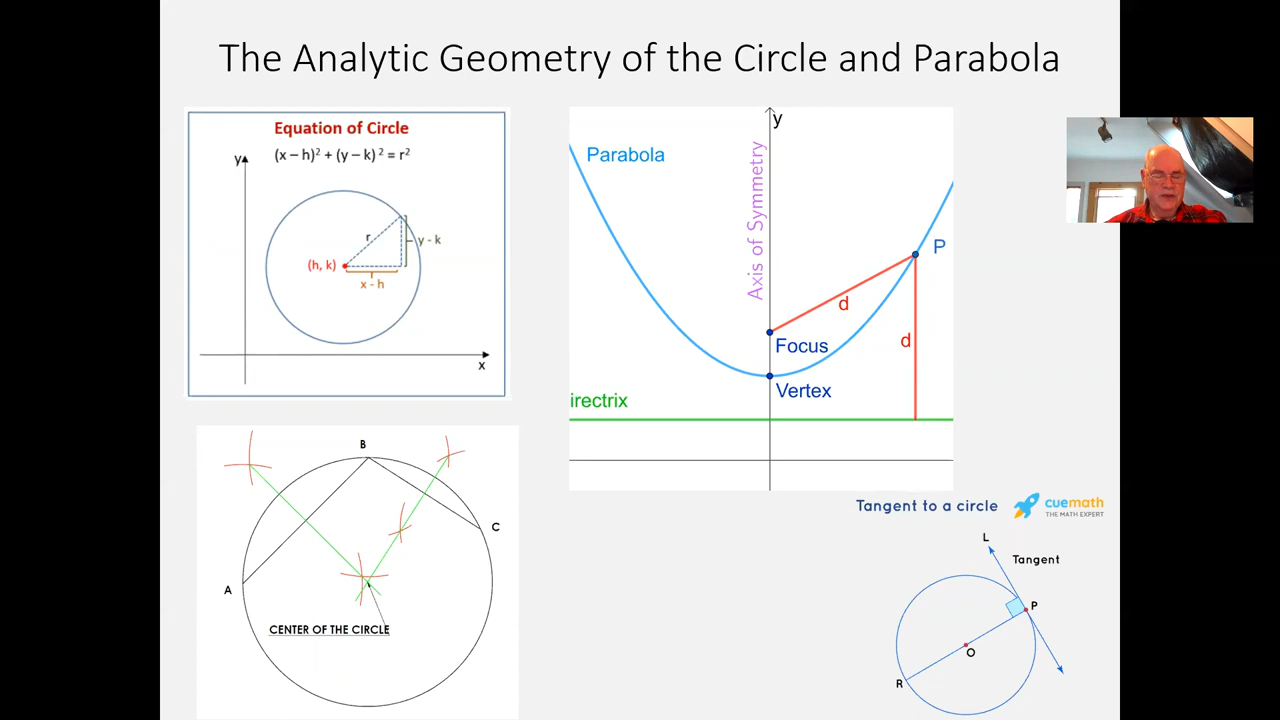 The Analytic Geometry of the Circle and Parabola
Equation of Circle
(x – h)² + (y – k)² = r²
y
r
y - k
(h, k)
x - h
x
y
Parabola
Axis of Symmetry
P
d
Focus
d
Vertex
irectrix
B
C
A
CENTER OF THE CIRCLE
Tangent to a circle
cuemath
THE MATH EXPERT
L
Tangent
P
O
R